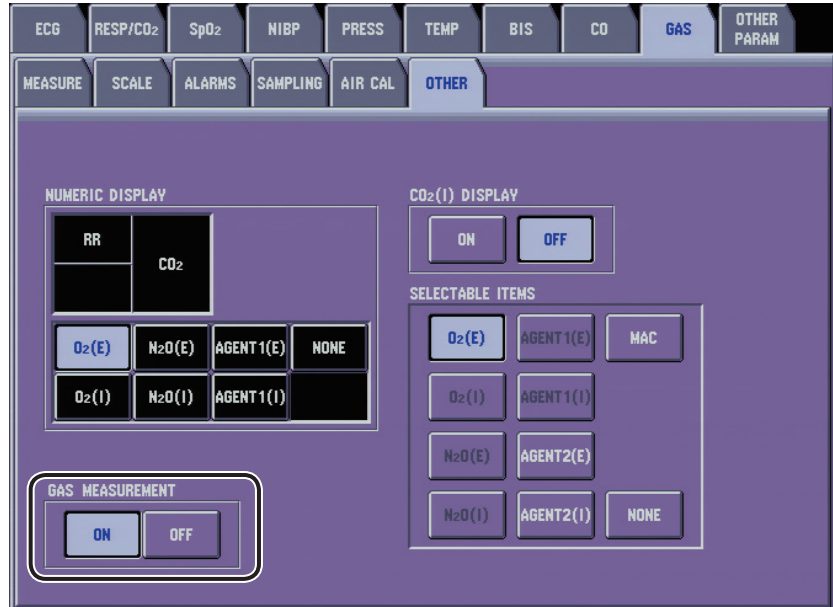 ECG RESP/CO₂ SpO₂ NIBP PRESS TEMP BIS CO GAS OTHER PARAM
MEASURE SCALE ALARMS SAMPLING AIR CAL OTHER
NUMERIC DISPLAY
RR CO₂
O₂(E) N₂O(E) AGENT1(E) NONE
O₂(I) N₂O(I) AGENT1(I)
GAS MEASUREMENT
ON OFF
CO₂(I) DISPLAY
ON OFF
SELECTABLE ITEMS
O₂(E) AGENT1(E) MAC
O₂(I) AGENT1(I)
N₂O(E) AGENT2(E)
N₂O(I) AGENT2(I) NONE